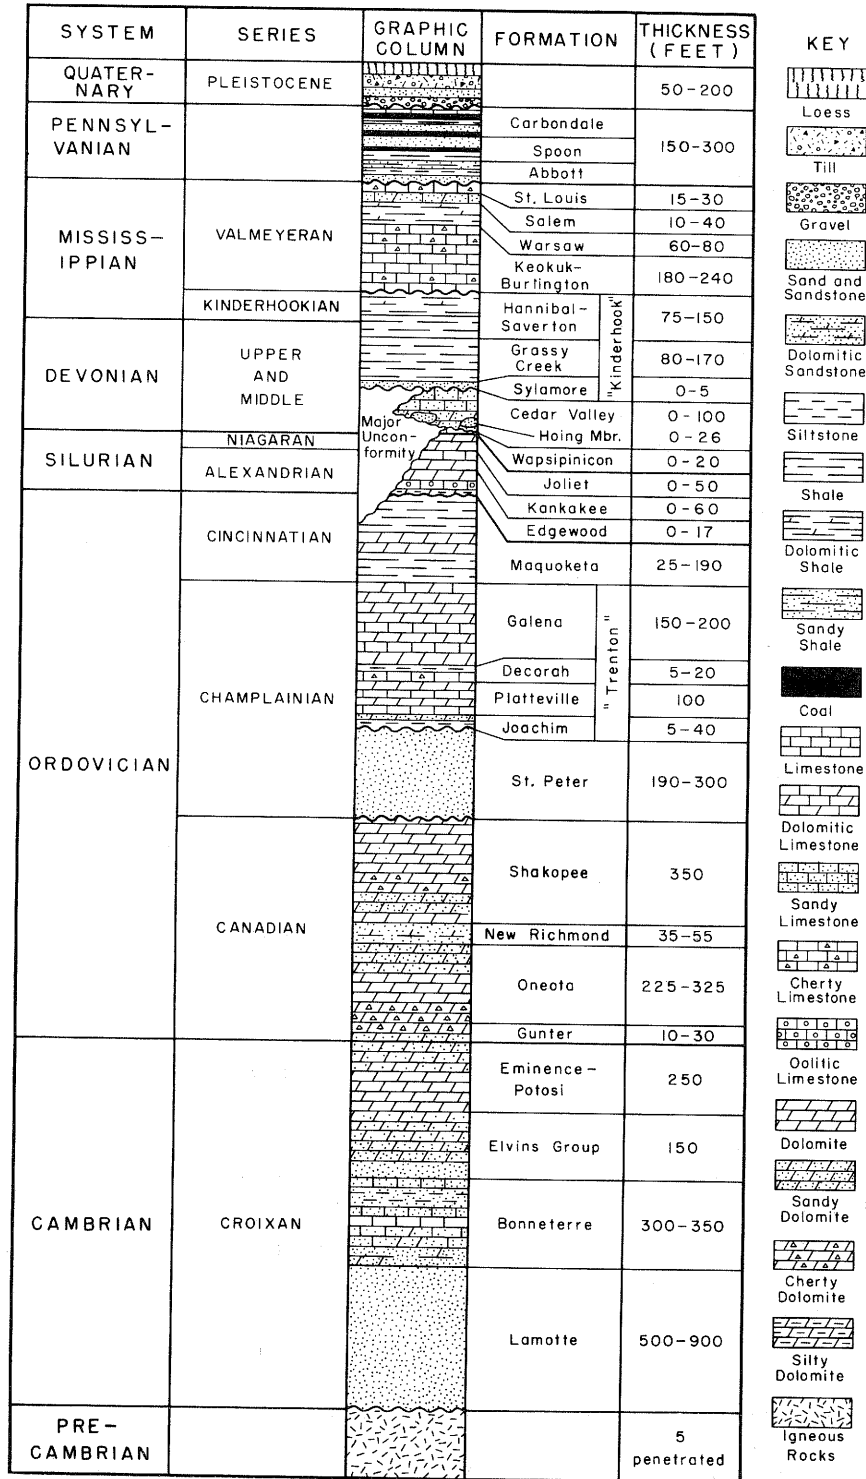 SYSTEM
SERIES
GRAPHIC
COLUMN
FORMATION
THICKNESS
(FEET)
QUATER-
NARY
PLEISTOCENE
50-200
PENNSYL-
VANIAN
Carbondale
Spoon
Abbott
150-300
MISSISS-
IPPIAN
VALMEYERAN
St. Louis
15-30
Salem
10-40
Warsaw
60-80
Keokuk-
Burlington
180-240
KINDERHOOKIAN
Hannibal-
Saverton
75-150
"Kinderhook"
DEVONIAN
UPPER
AND
MIDDLE
Grassy
Creek
80-170
Sylamore
0-5
Cedar Valley
0-100
Major
Uncon-
formity
Hoing Mbr.
0-26
Wapsipinicon
0-20
SILURIAN
NIAGARAN
Joliet
0-50
ALEXANDRIAN
Kankakee
0-60
Edgewood
0-17
ORDOVICIAN
CINCINNATIAN
Maquoketa
25-190
CHAMPLAINIAN
Galena
150-200
"Trenton"
Decorah
5-20
Platteville
100
Joachim
5-40
St. Peter
190-300
CANADIAN
Shakopee
350
New Richmond
35-55
Oneota
225-325
Gunter
10-30
CAMBRIAN
CROIXAN
Eminence-
Potosi
250
Elvins Group
150
Bonneterre
300-350
Lamotte
500-900
PRE-
CAMBRIAN
5
penetrated
KEY
Loess
Till
Gravel
Sand and
Sandstone
Dolomitic
Sandstone
Siltstone
Shale
Dolomitic
Shale
Sandy
Shale
Coal
Limestone
Dolomitic
Limestone
Sandy
Limestone
Cherty
Limestone
Oolitic
Limestone
Dolomite
Sandy
Dolomite
Cherty
Dolomite
Silty
Dolomite
Igneous
Rocks